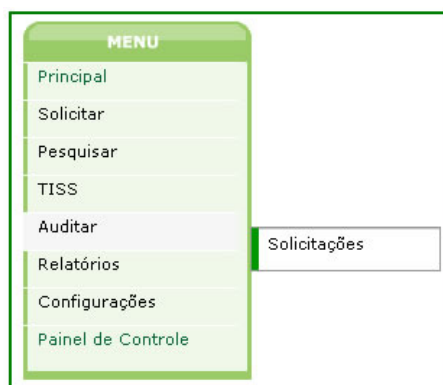 MENU
Principal
Solicitar
Pesquisar
TISS
Auditar
Solicitações
Relatórios
Configurações
Painel de Controle